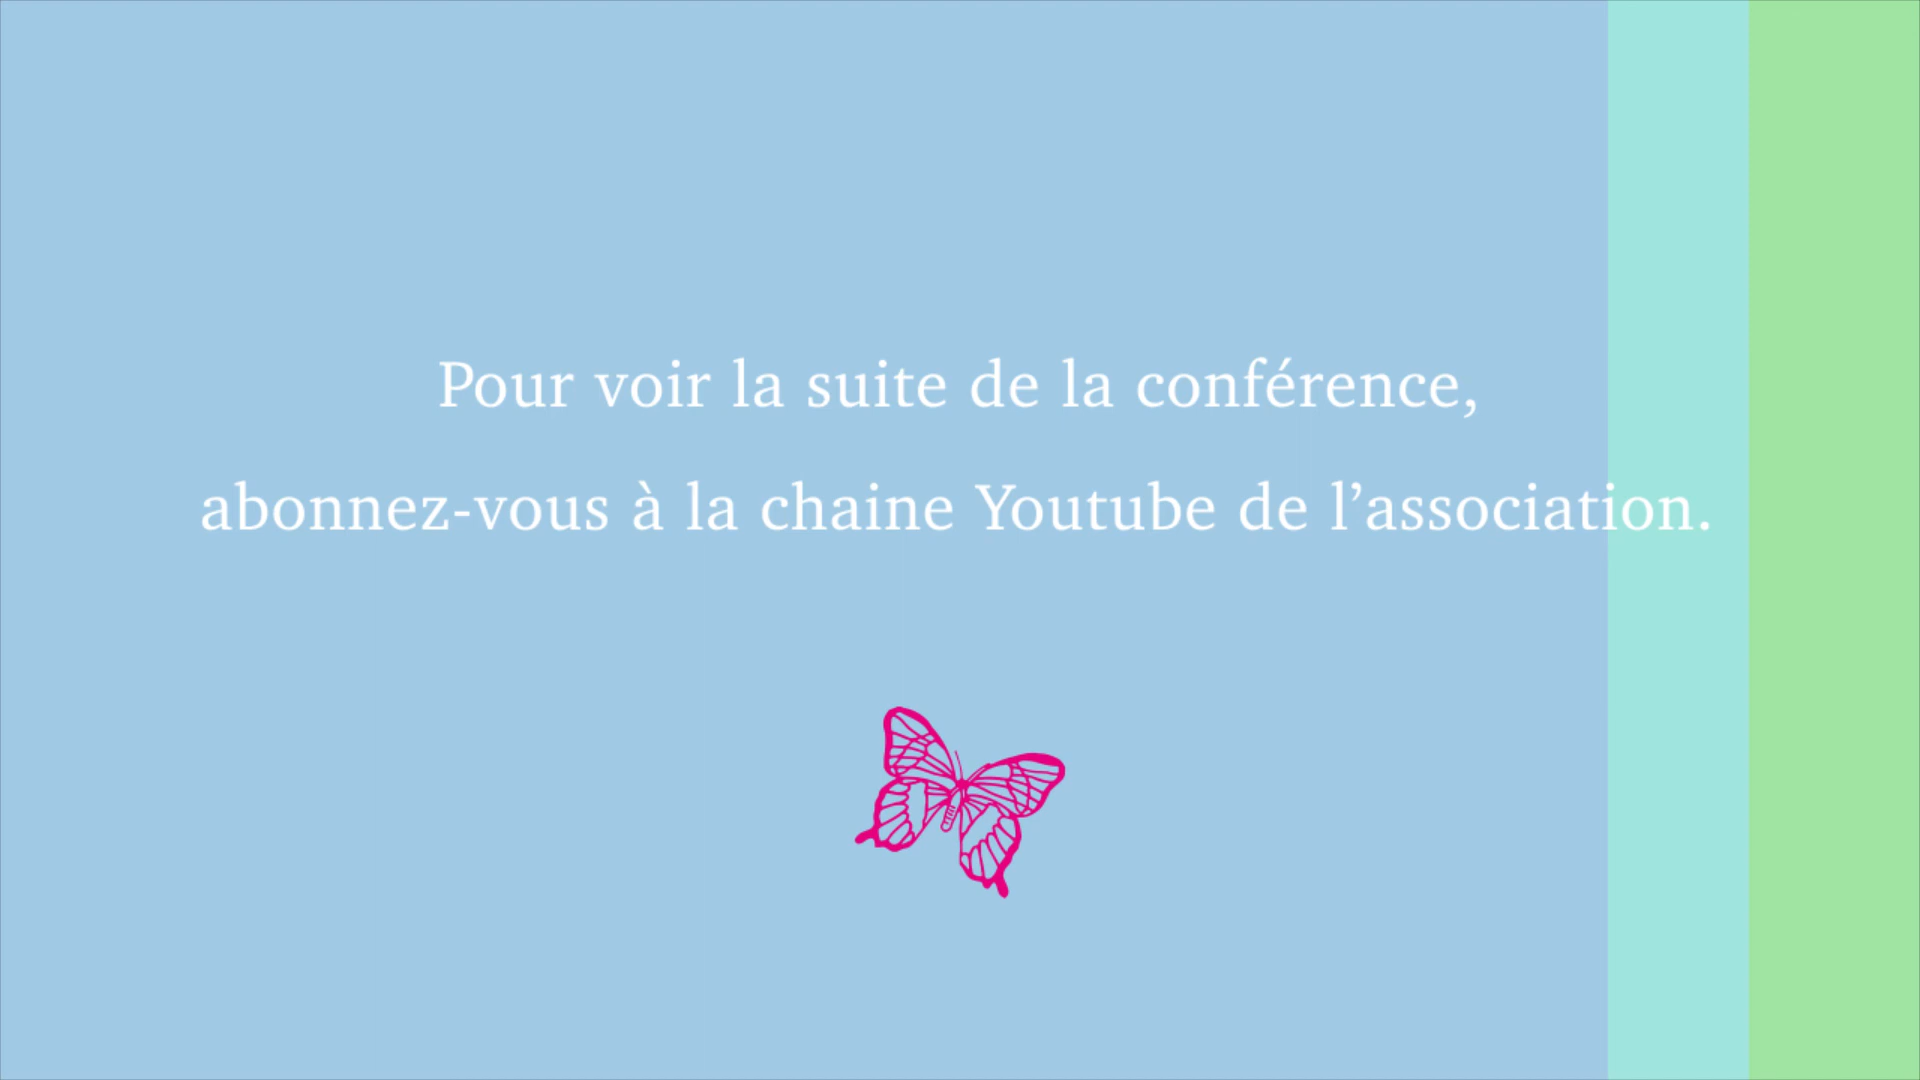 Pour voir la suite de la conférence,
abonnez-vous à la chaine Youtube de l’association.